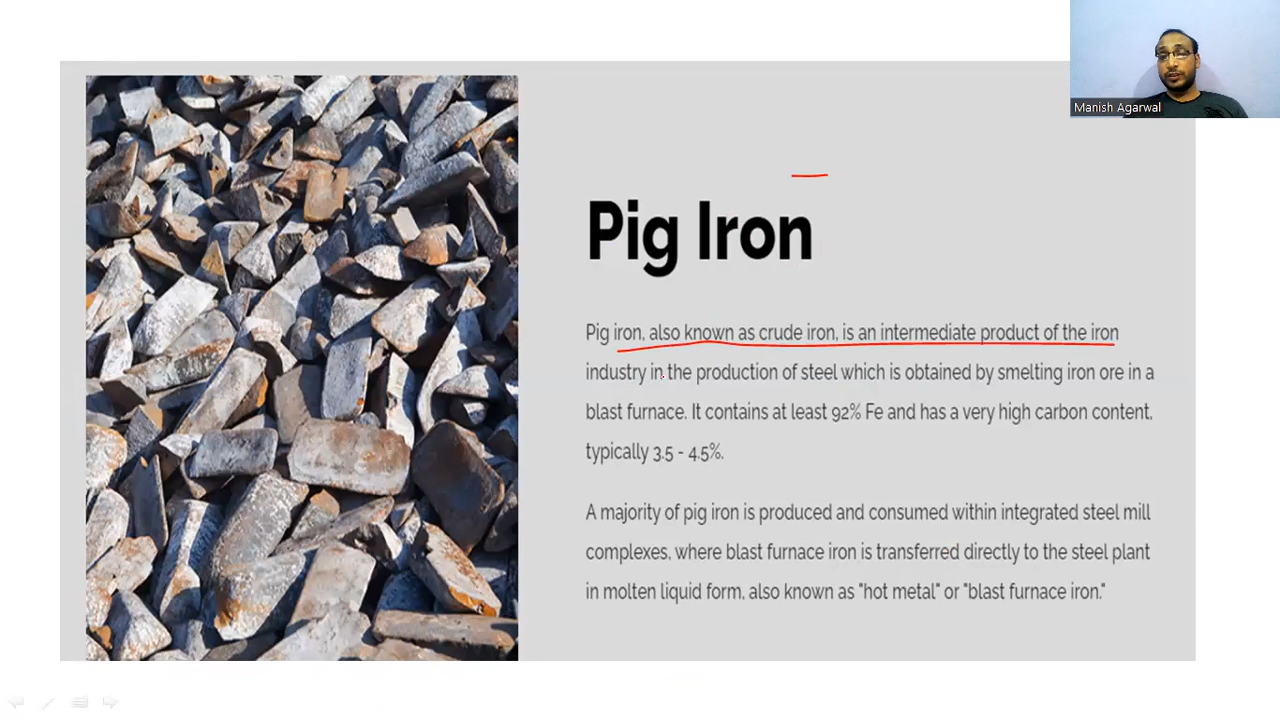 Manish Agarwal
Pig Iron
Pig iron, also known as crude iron, is an intermediate product of the iron
industry in the production of steel which is obtained by smelting iron ore in a
blast furnace. It contains at least 92% Fe and has a very high carbon content,
typically 3.5 - 4.5%.
A majority of pig iron is produced and consumed within integrated steel mill
complexes, where blast furnace iron is transferred directly to the steel plant
in molten liquid form, also known as "hot metal" or "blast furnace iron."